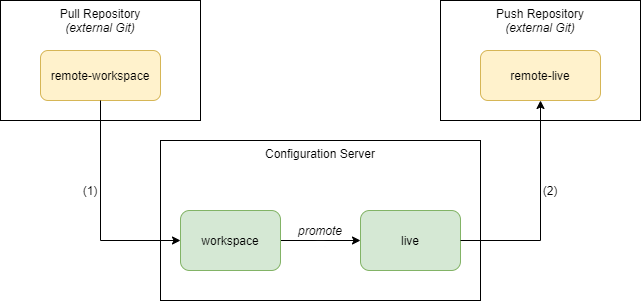 Pull Repository
(external Git)
remote-workspace
Push Repository
(external Git)
remote-live
(1)
(2)
Configuration Server
workspace
promote
live